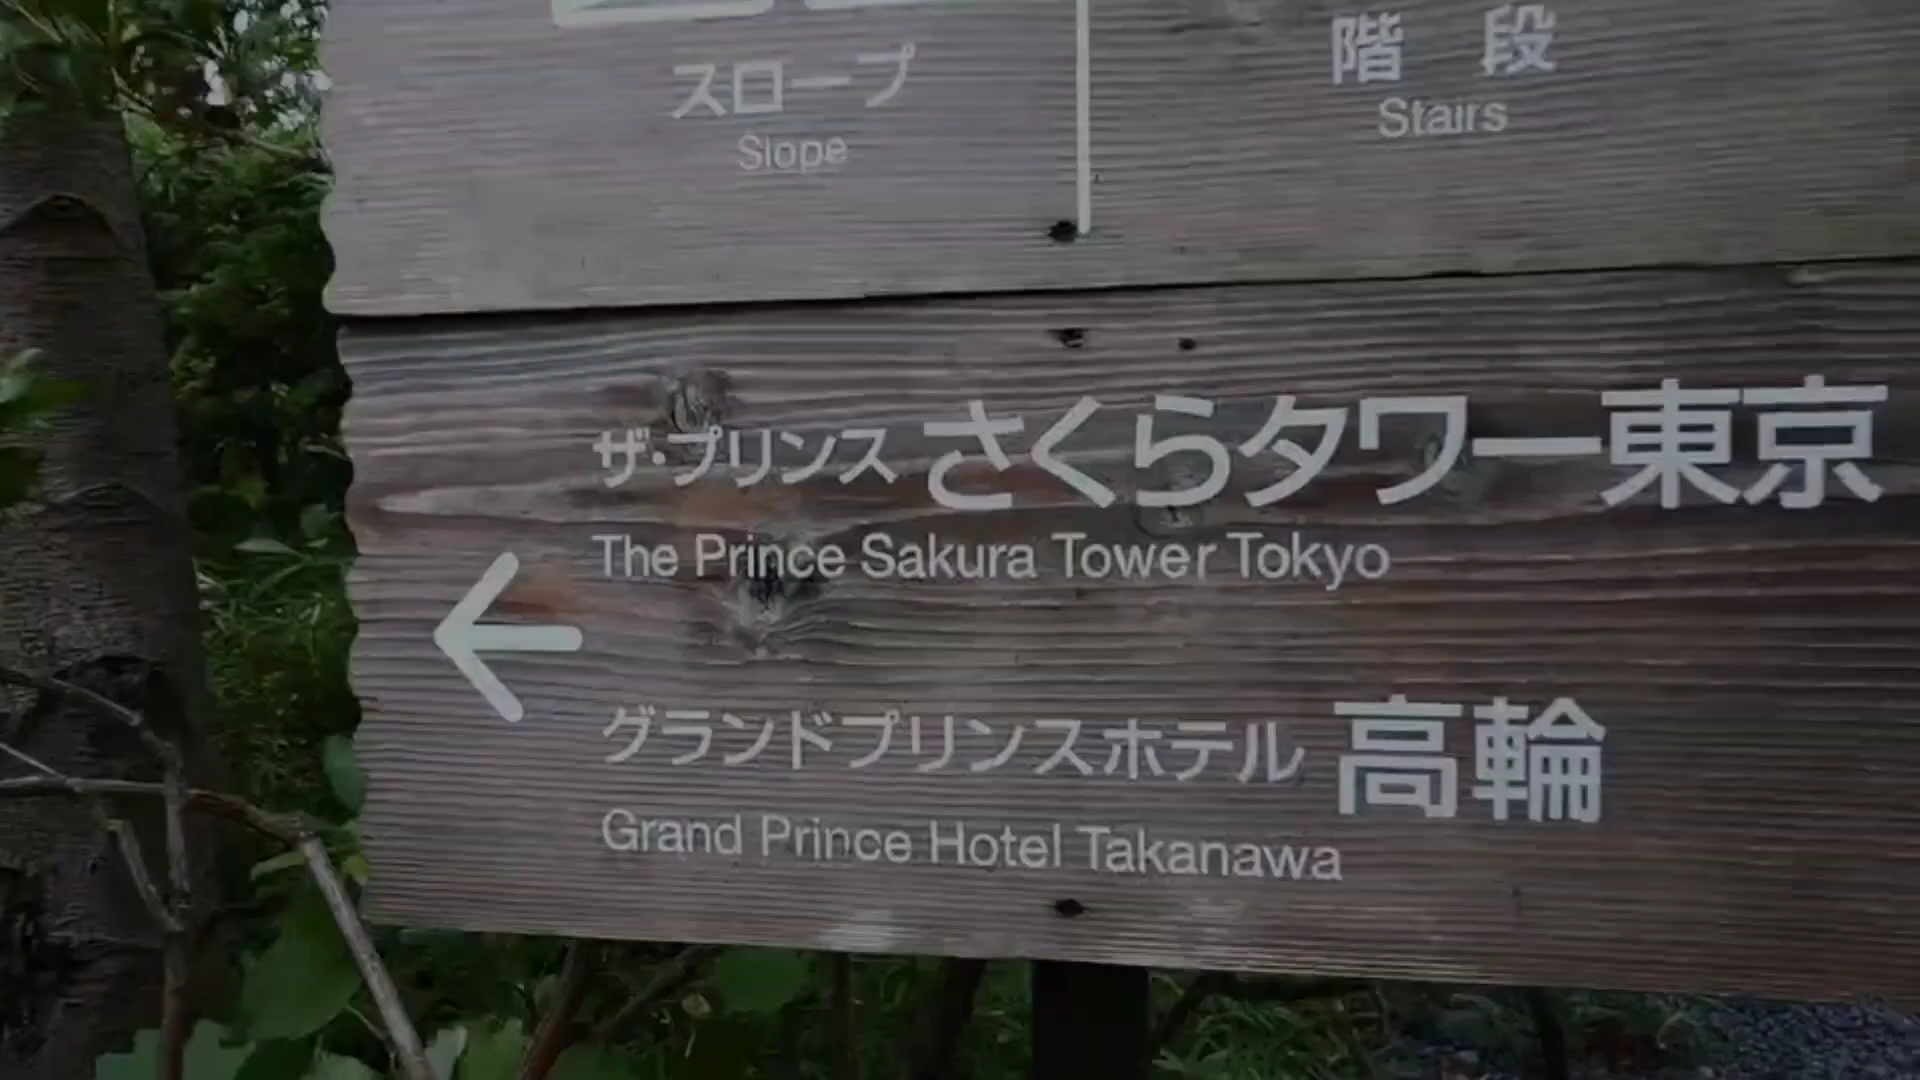 スロープ
Slope
階段
Stairs
ザ・プリンス さくらタワー東京
The Prince Sakura Tower Tokyo
グランドプリンスホテル 高輪
Grand Prince Hotel Takanawa